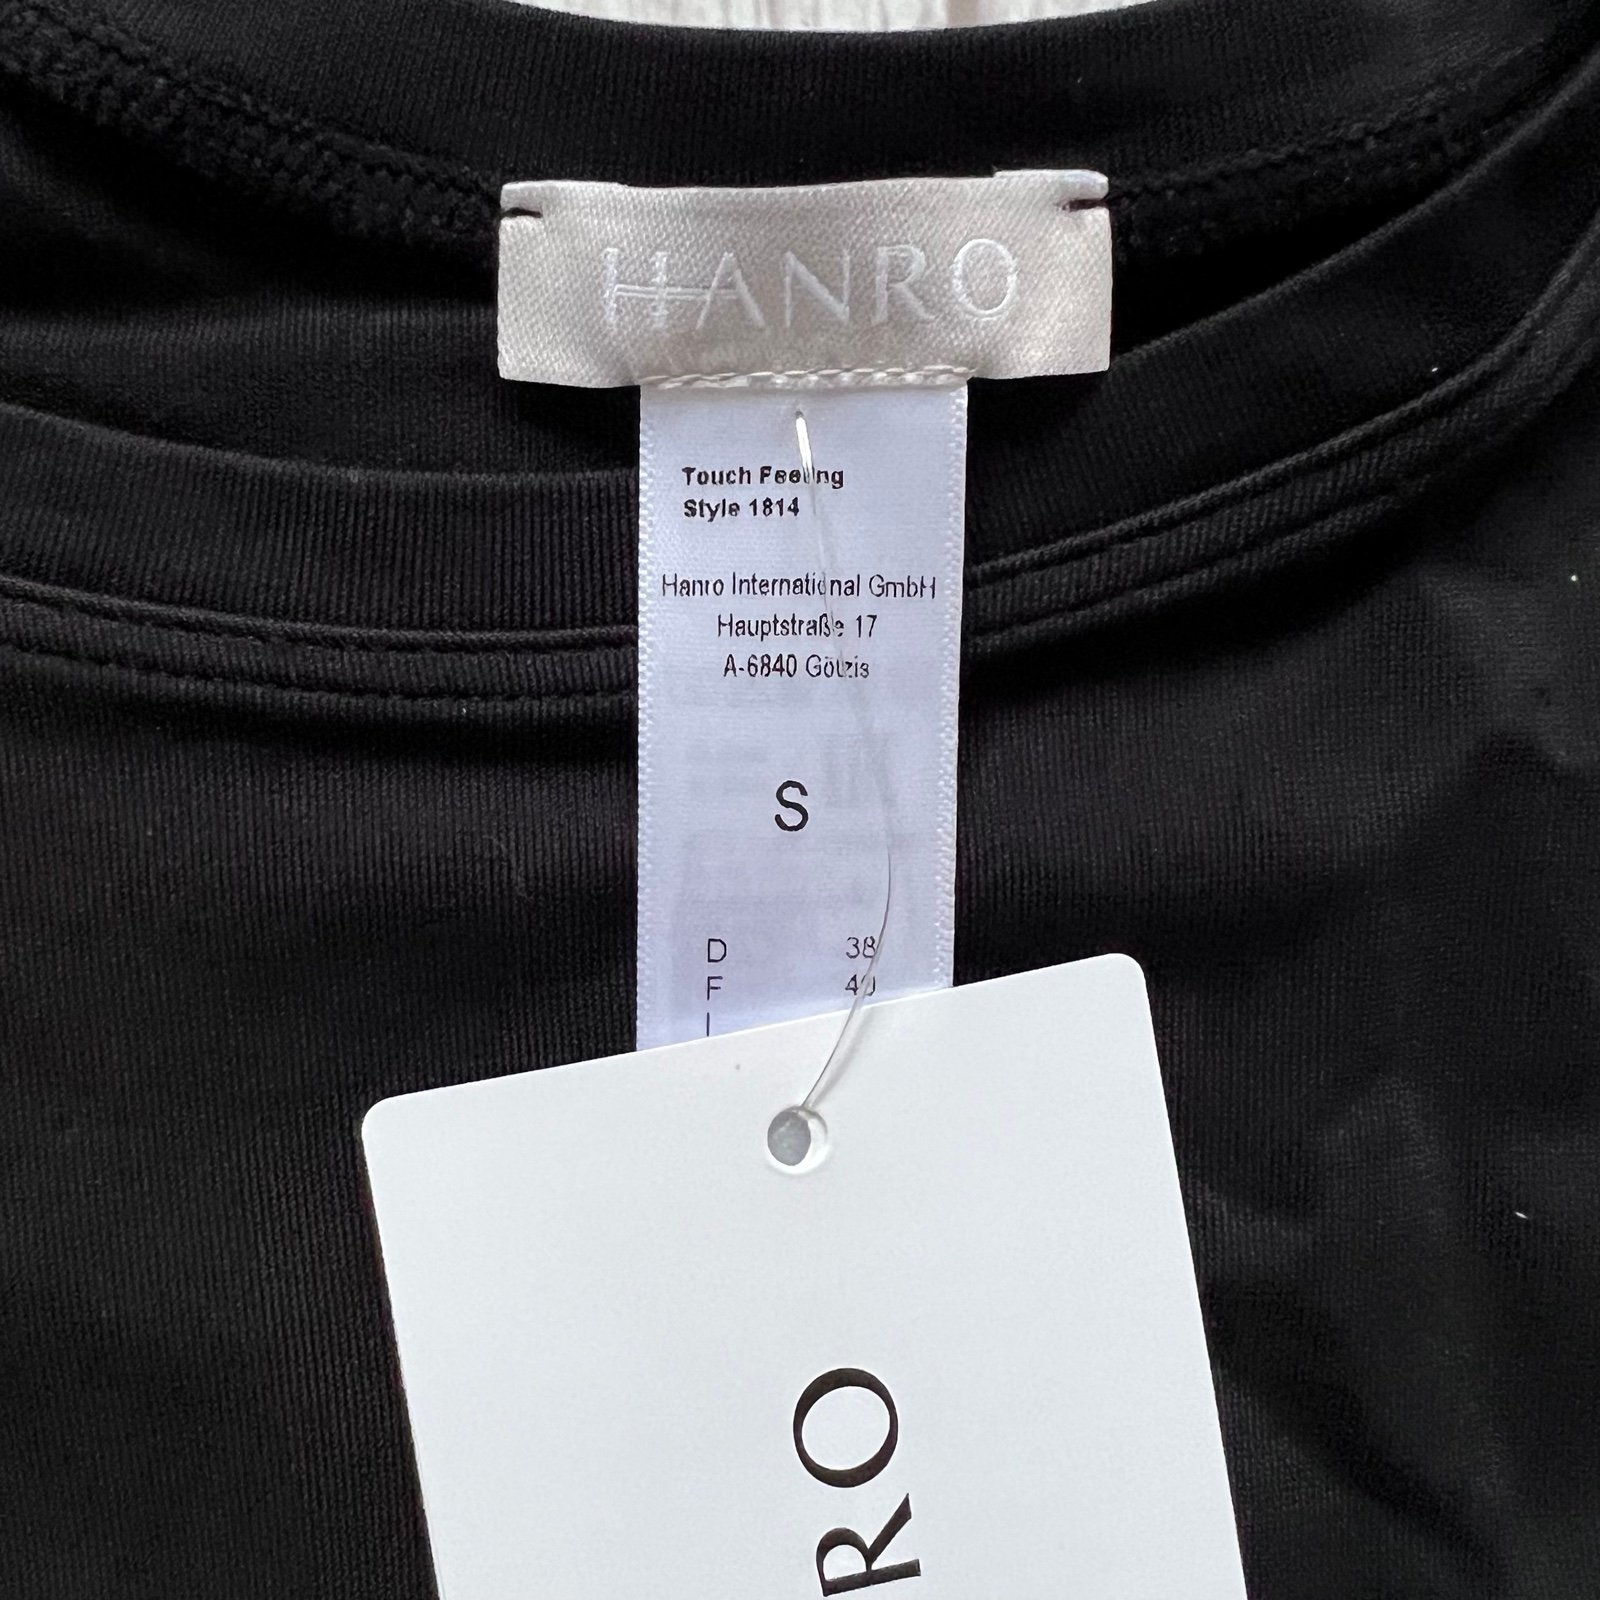 HANRO
Touch Feeling
Style 1814
Hanro International GmbH
Hauptstraße 17
A-6840 Götzis
S
D 38
F 40
I
RO